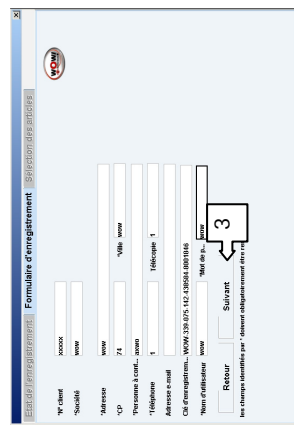 Etat de l'enregistrement Formulaire d'enregistrement Sélection des articles
WOW!
*N° client xxxxx
*Société wow
*Adresse wow
*CP 74 *Ville wow
*Personne à cont... axwo
*Téléphone 1 Télécopie 1
Adresse e-mail
Clé d'enregistrem... WOW-339-075.142-438584-0001046
*Nom d'utilisateur wow *Mot de p... wow
3
Retour Suivant
les champs identifiés par * doivent obligatoirement être re